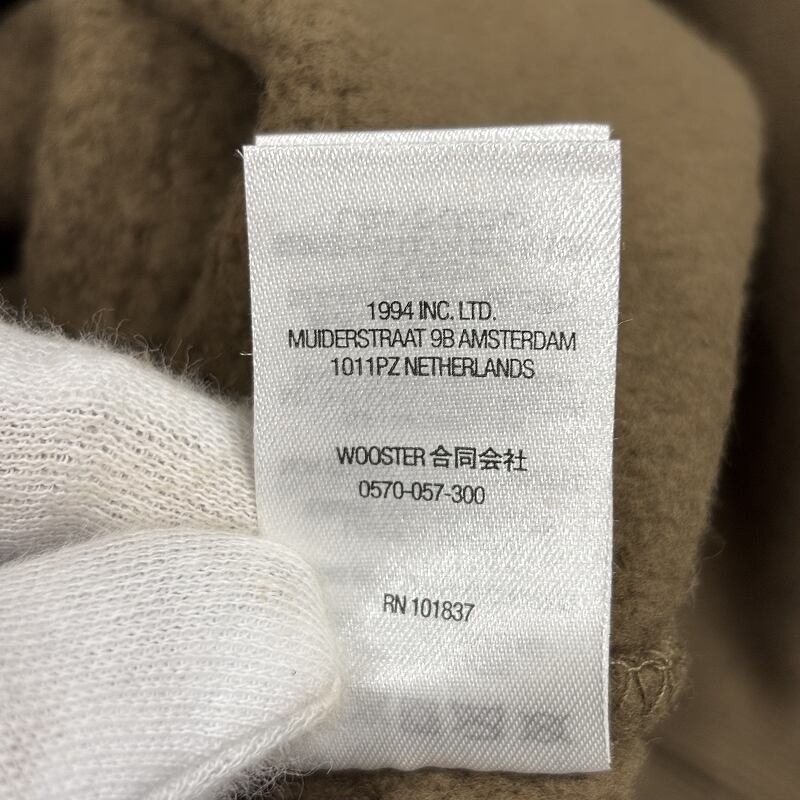 1994 INC. LTD.
MUIDERSTRAAT 9B AMSTERDAM
1011PZ NETHERLANDS
WOOSTER 合同会社
0570-057-300
RN 101837